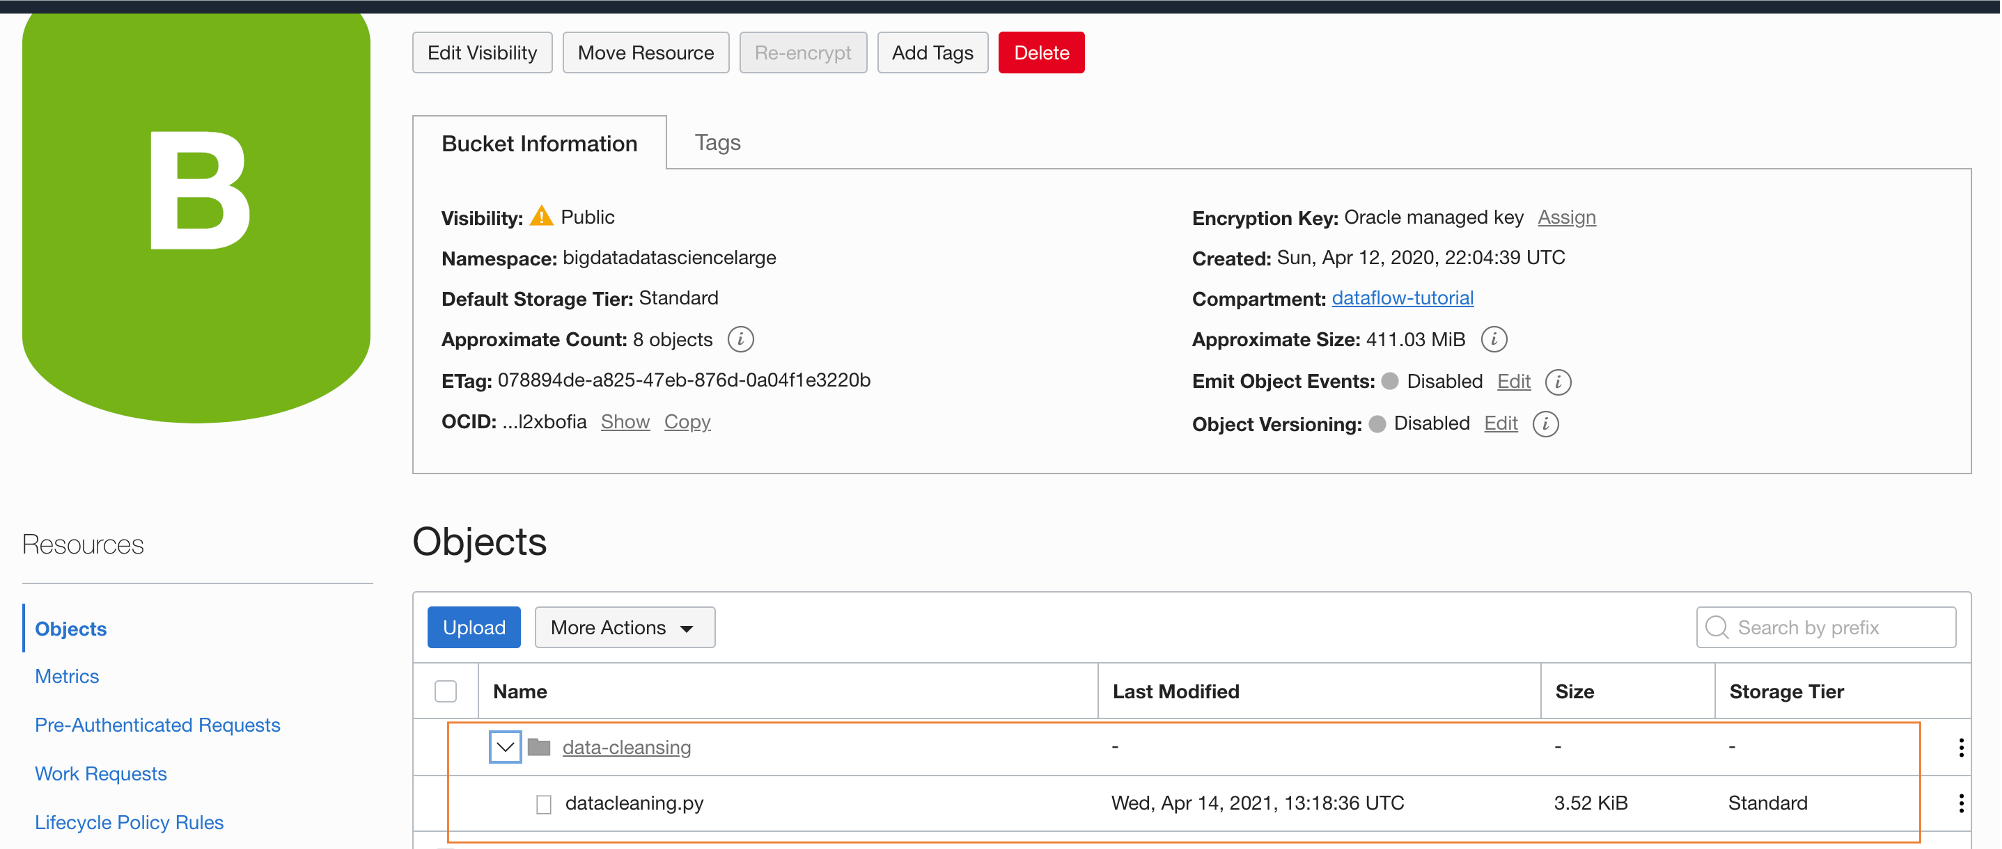 B
Edit Visibility Move Resource Re-encrypt Add Tags Delete
Bucket Information Tags
Visibility: Public
Namespace: bigdatadatasciencelarge
Default Storage Tier: Standard
Approximate Count: 8 objects i
ETag: 078894de-a825-47eb-876d-0a04f1e3220b
OCID: ...l2xbofia Show Copy
Encryption Key: Oracle managed key Assign
Created: Sun, Apr 12, 2020, 22:04:39 UTC
Compartment: dataflow-tutorial
Approximate Size: 411.03 MiB i
Emit Object Events: Disabled Edit i
Object Versioning: Disabled Edit i
Resources
Objects
Metrics
Pre-Authenticated Requests
Work Requests
Lifecycle Policy Rules
Objects
Upload More Actions Search by prefix
Name Last Modified Size Storage Tier
data-cleansing - - -
datacleaning.py Wed, Apr 14, 2021, 13:18:36 UTC 3.52 KiB Standard